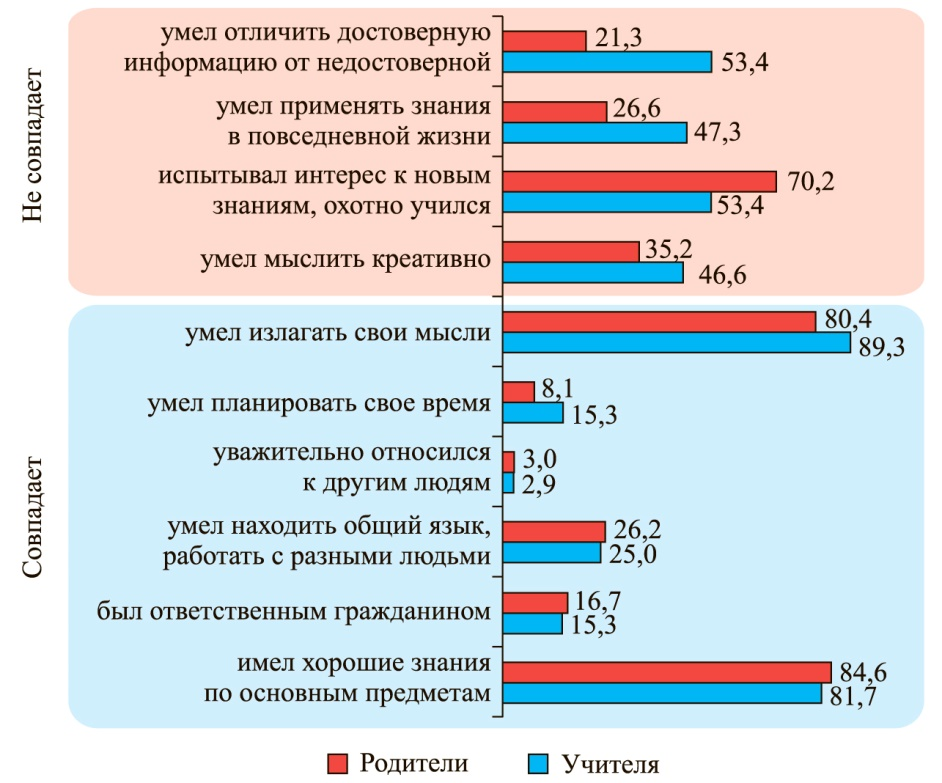 Не совпадает
умел отличить достоверную
информацию от недостоверной
21,3
53,4
умел применять знания
в повседневной жизни
26,6
47,3
испытывал интерес к новым
знаниям, охотно учился
70,2
53,4
умел мыслить креативно
35,2
46,6
Совпадает
умел излагать свои мысли
80,4
89,3
умел планировать свое время
8,1
15,3
уважительно относился
к другим людям
3,0
2,9
умел находить общий язык,
работать с разными людьми
26,2
25,0
был ответственным гражданином
16,7
15,3
имел хорошие знания
по основным предметам
84,6
81,7
Родители
Учителя